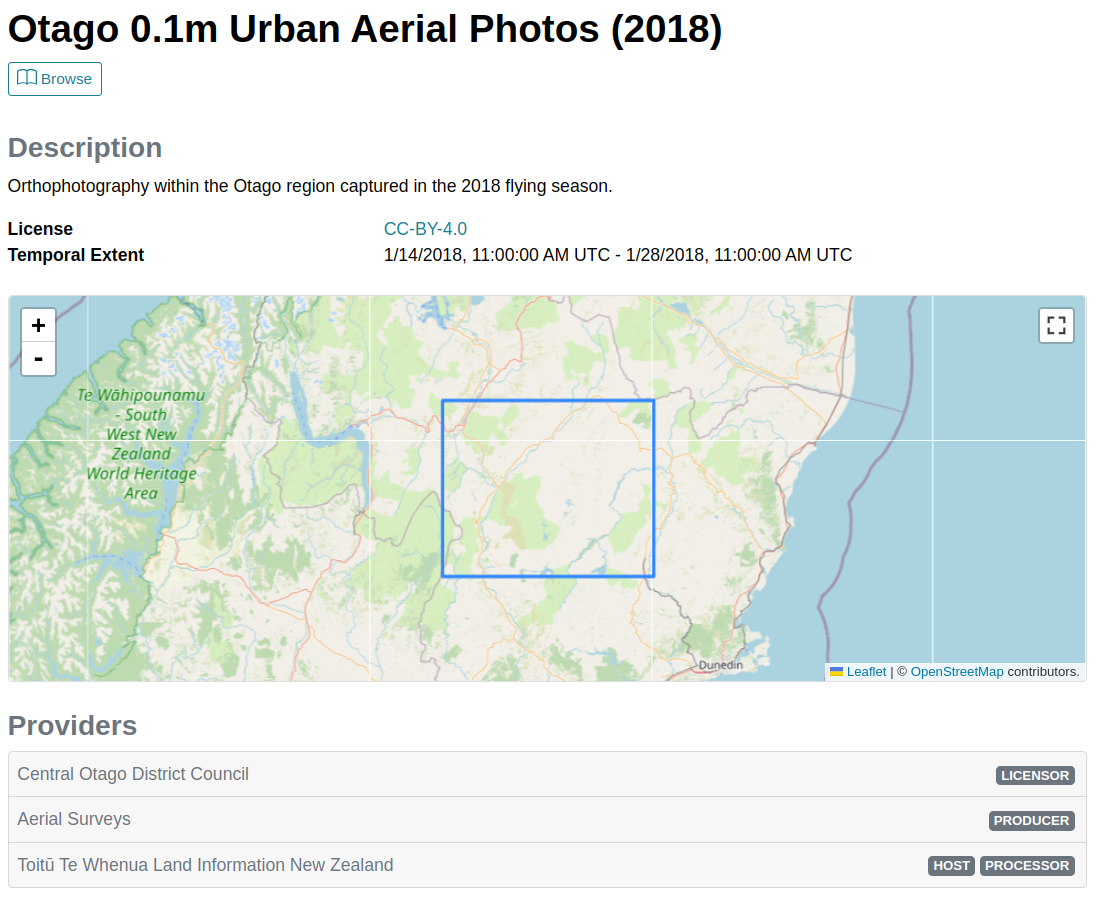 Otago 0.1m Urban Aerial Photos (2018)
Browse
Description
Orthophotography within the Otago region captured in the 2018 flying season.
License CC-BY-4.0
Temporal Extent 1/14/2018, 11:00:00 AM UTC - 1/28/2018, 11:00:00 AM UTC
+
-
Te Wāhipounamu
- South
West New
Zealand
World Heritage
Area
Dunedin
Leaflet | © OpenStreetMap contributors.
Providers
Central Otago District Council LICENSOR
Aerial Surveys PRODUCER
Toitū Te Whenua Land Information New Zealand HOST PROCESSOR